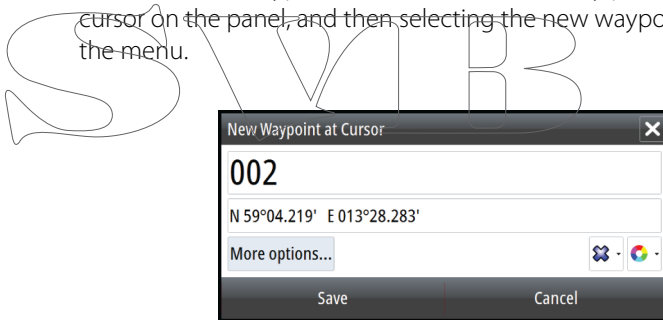 cursor on the panel, and then selecting the new waypo
the menu.
SVB
New Waypoint at Cursor
002
N 59°04.219' E 013°28.283'
More options...
Save Cancel